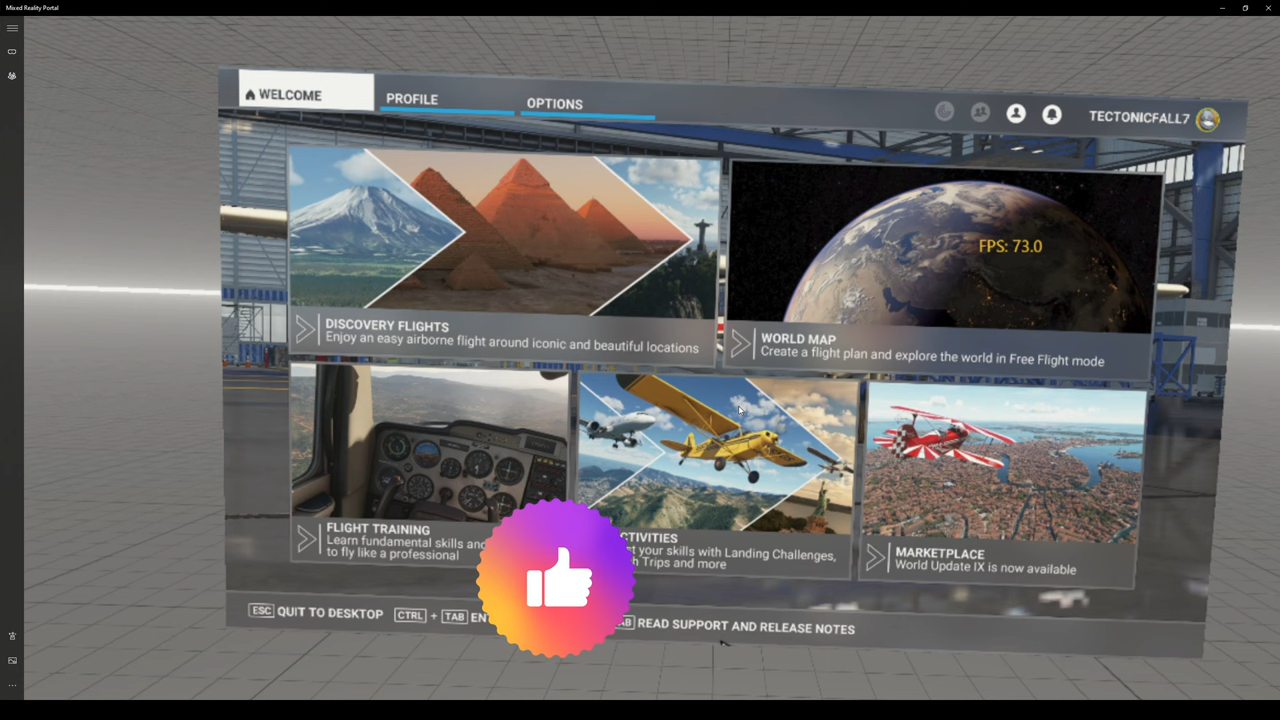 Mixed Reality Portal
WELCOME
PROFILE
OPTIONS
TECTONICFALL7
FPS: 73.0
DISCOVERY FLIGHTS
Enjoy an easy airborne flight around iconic and beautiful locations
WORLD MAP
Create a flight plan and explore the world in Free Flight mode
FLIGHT TRAINING
Learn fundamental skills and
to fly like a professional
CTIVITIES
your skills with Landing Challenges,
Trips and more
MARKETPLACE
World Update IX is now available
ESC QUIT TO DESKTOP CTRL + TAB READ SUPPORT AND RELEASE NOTES